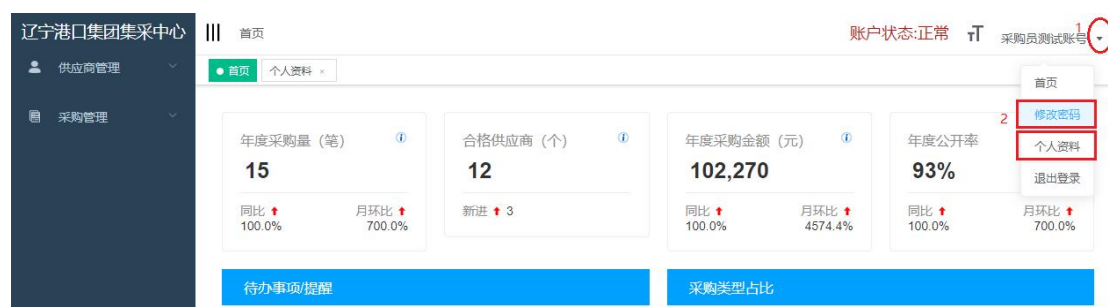 辽宁港口集团集采中心
首页
账户状态:正常
采购员测试账号
1
供应商管理
首页
个人资料 ×
首页
采购管理
2
修改密码
个人资料
退出登录
年度采购量（笔）
15
同比
100.0%
月环比
700.0%
合格供应商（个）
12
新进 3
年度采购金额（元）
102,270
同比
100.0%
月环比
4574.4%
年度公开率
93%
同比
100.0%
月环比
700.0%
待办事项/提醒
采购类型占比